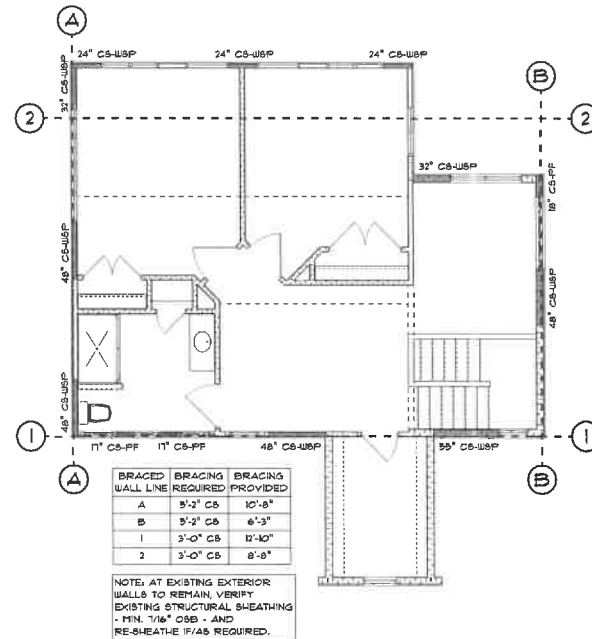 A
24" CS-WSP 24" CS-WSP 24" CS-WSP
B
32" CS-WSP
2 2
32" CS-WSP
18" CS-PF
48" CS-WSP
48" CS-WSP
48" CS-WSP
1 1
17" CS-PF 17" CS-PF 48" CS-WSP 55" CS-WSP
A B
BRACED WALL LINE BRACING REQUIRED BRACING PROVIDED
A 5'-2" CS 10'-8"
B 5'-2" CS 6'-3"
1 3'-0" CS 12'-10"
2 3'-0" CS 8'-8"
NOTE: AT EXISTING EXTERIOR
WALLS TO REMAIN, VERIFY
EXISTING STRUCTURAL SHEATHING
- MIN. 7/16" OSB - AND
RE-SHEATHE IF/AS REQUIRED.